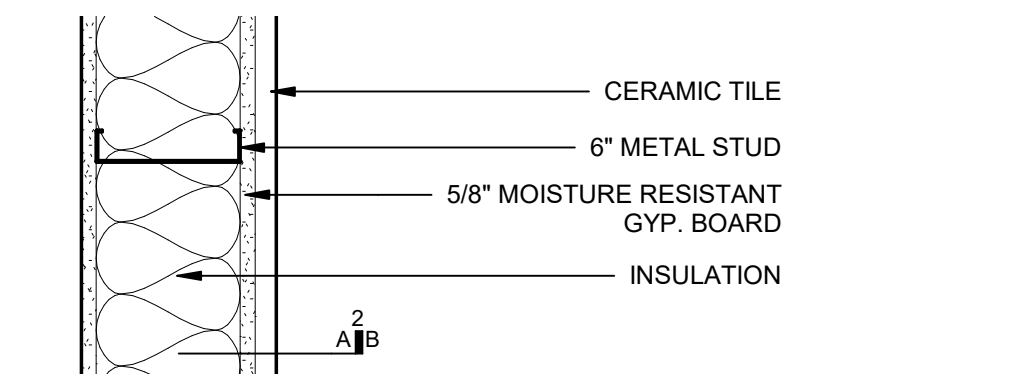 CERAMIC TILE
6" METAL STUD
5/8" MOISTURE RESISTANT
GYP. BOARD
INSULATION
2
A B